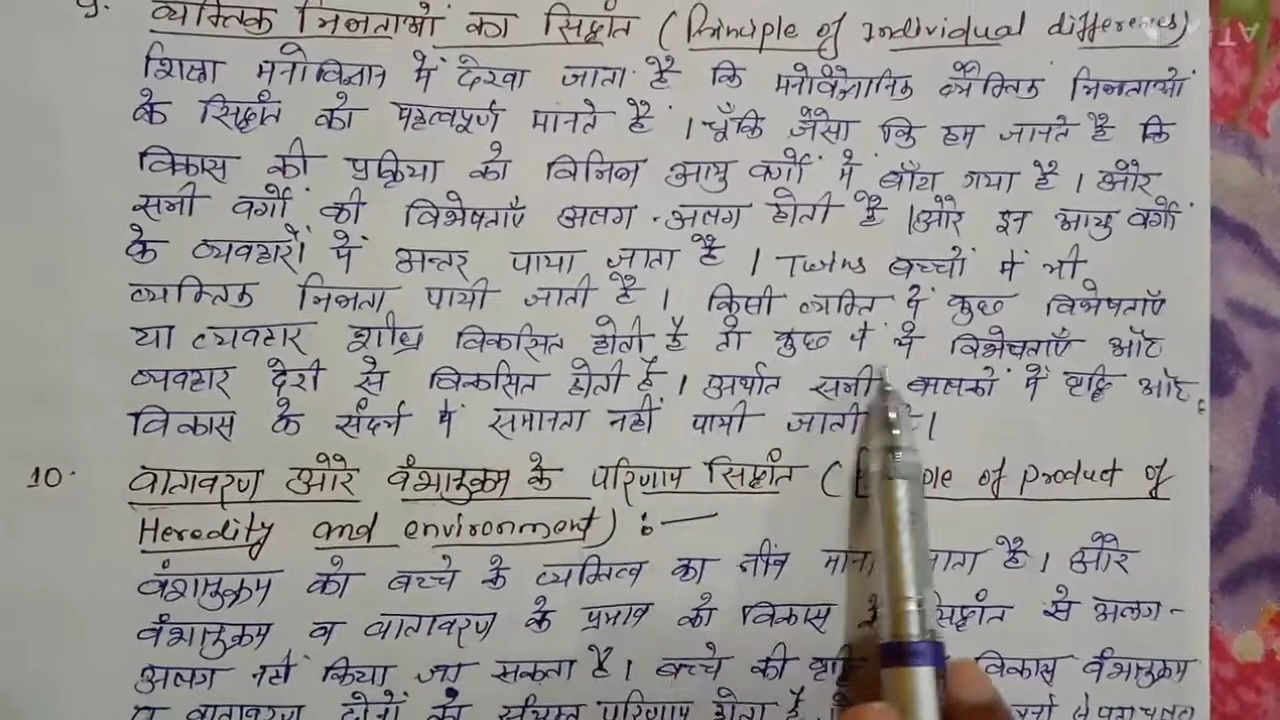 9. व्यक्तिक भिन्नताओं का सिद्धांत (Principle of Individual differences)
शिक्षा मनोविज्ञान में देखा जाता है कि मनोवैज्ञानिक वैयक्तिक भिन्नताओं
के सिद्धांत को महत्वपूर्ण मानते है । चूँकि जैसा कि हम जानते है कि
विकास की प्रक्रिया को विभिन्न आयु वर्गों में बाँटा गया है । और
सभी वर्गों की विशेषताएँ अलग-अलग होती है । और इन आयु वर्गों
के व्यवहारों में अन्तर पाया जाता है । Twins बच्चों में भी
व्यक्तिक भिन्नता पायी जाती है । किसी व्यक्ति में कुछ विशेषताएँ
या व्यवहार शीघ्र विकसित होती है तो कुछ में ये विशेषताएँ और
व्यवहार देरी से विकसित होती है । अर्थात सभी बालकों में वृद्धि और
विकास के संदर्भ में समानता नहीं पायी जाती है।
10. वातावरण और वंशानुक्रम के परिणाम सिद्धांत ( of product of
Heredity and environment) :—
वंशानुक्रम को बच्चे के व्यक्तित्व का नींव माना जाता है । और
वंशानुक्रम व वातावरण के प्रभाव को विकास के सिद्धांत से अलग-
अलग नहीं किया जा सकता है । बच्चे की विकास वंशानुक्रम
व वातावरण दोनों का संयुक्त परिणाम होता है ।